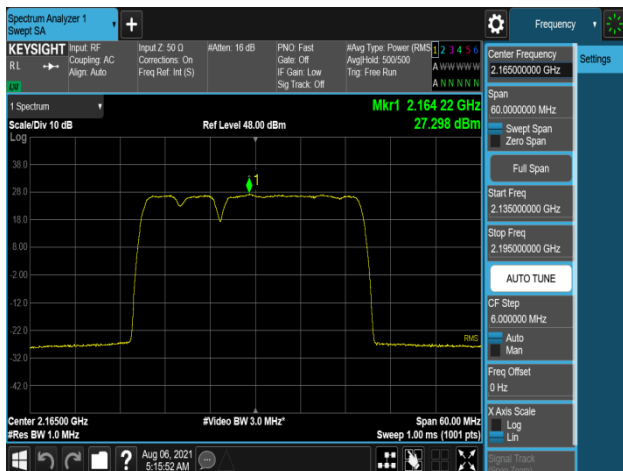 Spectrum Analyzer 1
Swept SA
Frequency
KEYSIGHT
RL
Input: RF
Coupling: AC
Align: Auto
Input Z: 50 Ω
Corrections: On
Freq Ref: Int (S)
#Atten: 16 dB
PNO: Fast
Gate: Off
IF Gain: Low
Sig Track: Off
#Avg Type: Power (RMS
Avg|Hold: 500/500
Trig: Free Run
1 2 3 4 5 6
A W W W W W
A N N N N N
Center Frequency
2.165000000 GHz
Settings
Span
60.0000000 MHz
Swept Span
Zero Span
Full Span
Start Freq
2.135000000 GHz
Stop Freq
2.195000000 GHz
AUTO TUNE
CF Step
6.000000 MHz
Auto
Man
Freq Offset
0 Hz
X Axis Scale
Log
Lin
Signal Track
1 Spectrum
Scale/Div 10 dB
Log
Ref Level 48.00 dBm
Mkr1 2.164 22 GHz
27.298 dBm
38.0
28.0
18.0
8.00
-2.00
-12.0
-22.0
-32.0
-42.0
1
RMS
Center 2.16500 GHz
#Res BW 1.0 MHz
#Video BW 3.0 MHz*
Span 60.00 MHz
Sweep 1.00 ms (1001 pts)
?
Aug 06, 2021
5:15:52 AM